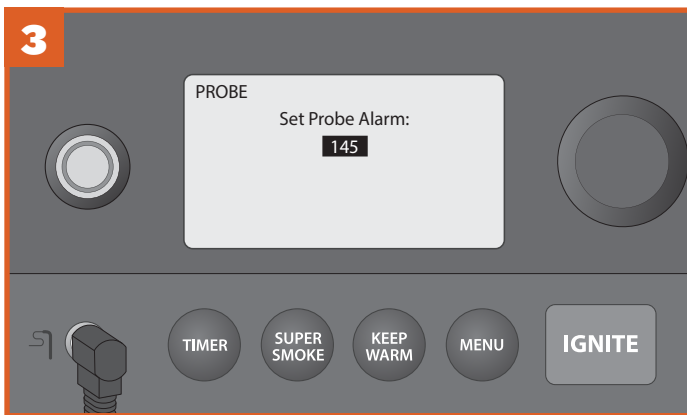 3
PROBE
Set Probe Alarm:
145
TIMER
SUPER
SMOKE
KEEP
WARM
MENU
IGNITE